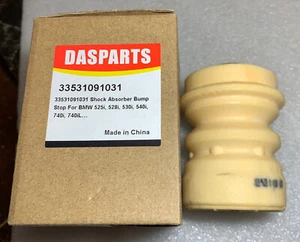 DASPARTS
33531091031
33531091031 Shock Absorber Bump
Stop For BMW 525i, 528i, 530i, 540i,
740i, 740iL...
Made in China